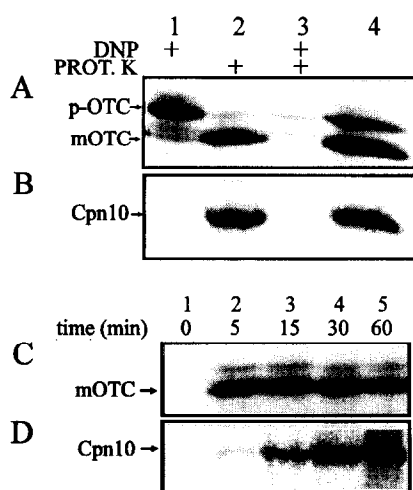 1 2 3 4
DNP + +
PROT. K + +
A
p-OTC
mOTC
B
Cpn10
1 2 3 4 5
time (min) 0 5 15 30 60
C
mOTC
D
Cpn10